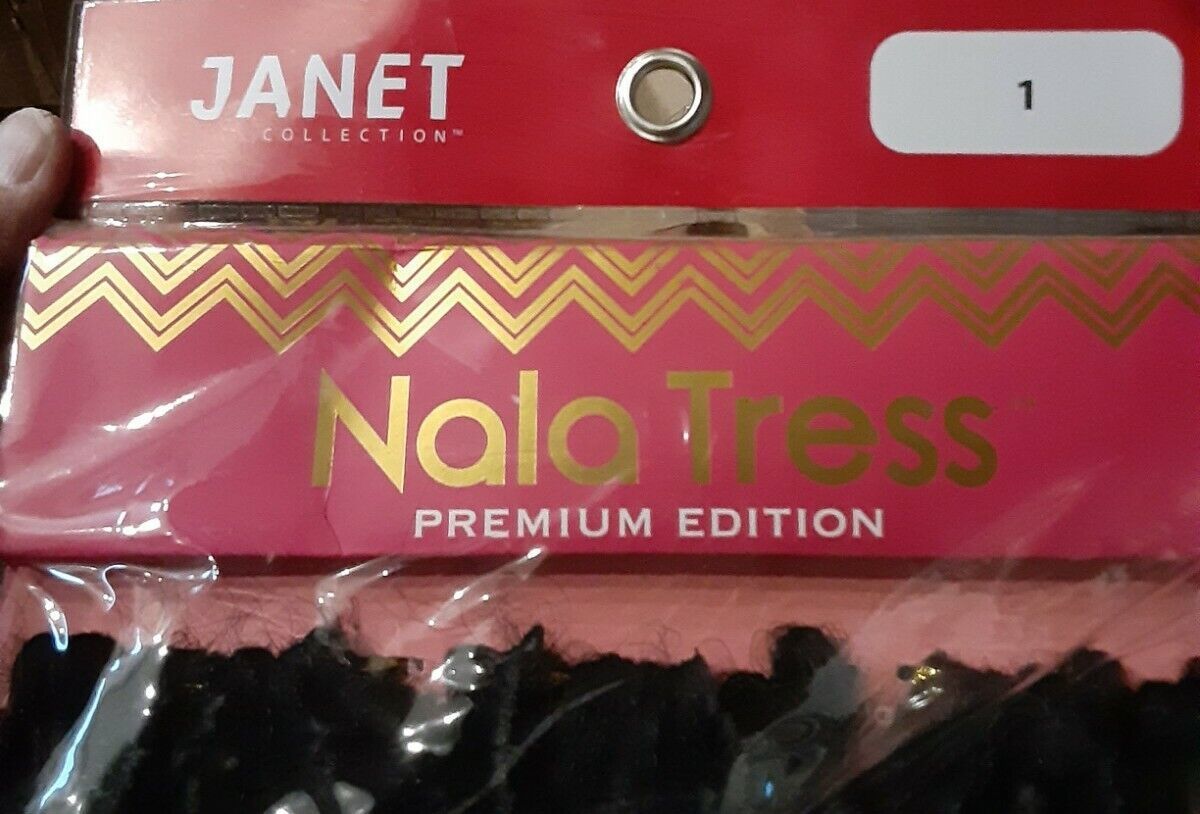 JANET
COLLECTION™
1
Nala Tress™
PREMIUM EDITION